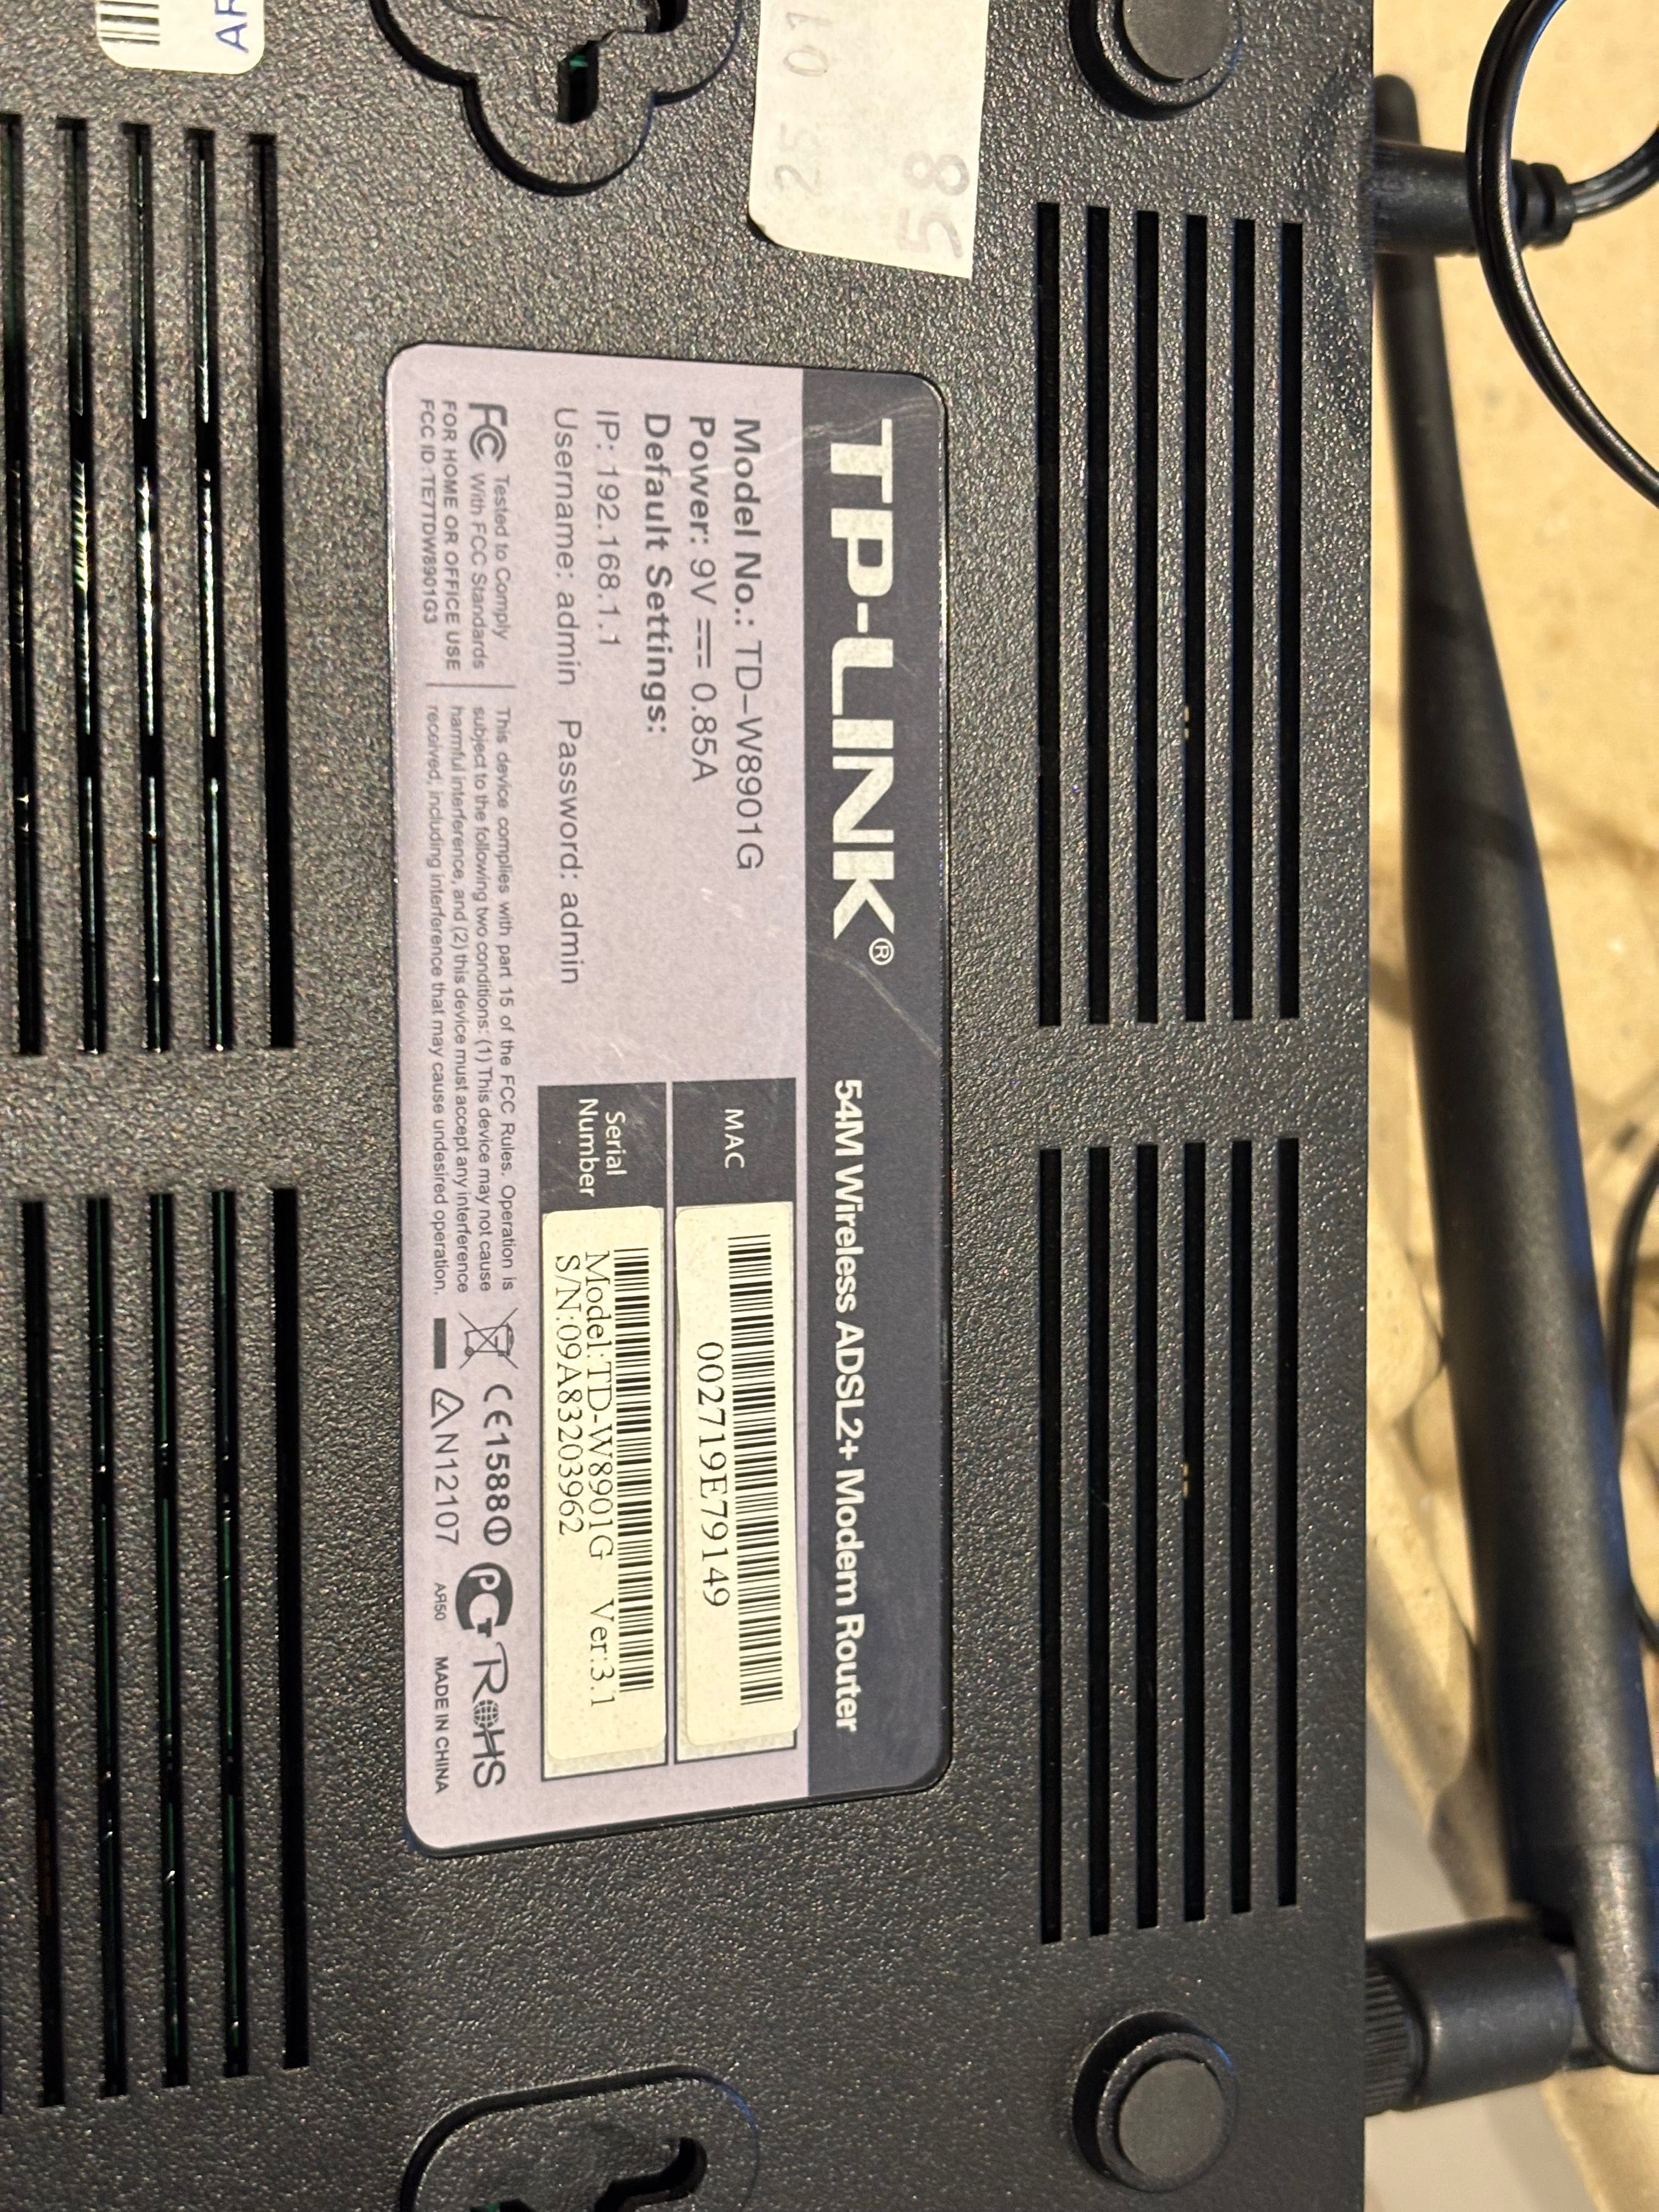 AF
10
25
58
TP-LINK® 54M Wireless ADSL2+ Modem Router
Model No.: TD-W8901G
Power: 9V ⎓ 0.85A
Default Settings:
IP: 192.168.1.1
Username: admin Password: admin
MAC
002719E79149
Serial
Number
Model:TD-W8901G Ver:3.1
S/N:09A83203962
FC Tested to Comply
With FCC Standards
FOR HOME OR OFFICE USE
FCC ID: TE7TDW8901G3
This device complies with part 15 of the FCC Rules. Operation is
subject to the following two conditions: (1) This device may not cause
harmful interference, and (2) this device must accept any interference
received, including interference that may cause undesired operation.
CE1588
PCT RoHS
N12107 AЯ50 MADE IN CHINA